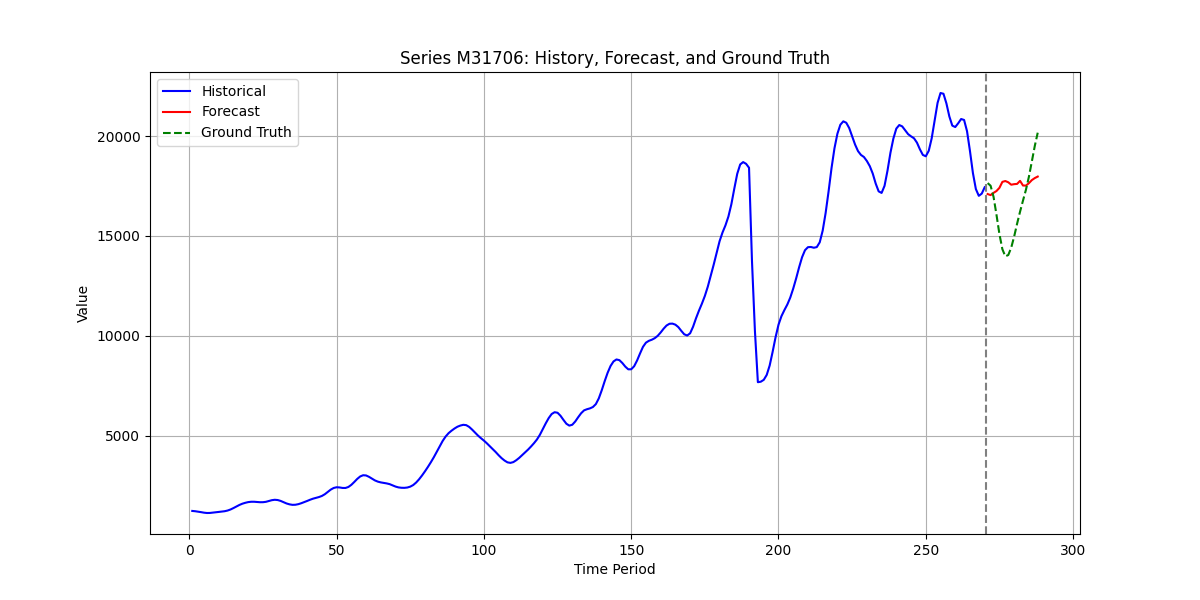 Series M31706: History, Forecast, and Ground Truth
Historical
Forecast
Ground Truth
20000
15000
10000
5000
Value
0 50 100 150 200 250 300
Time Period